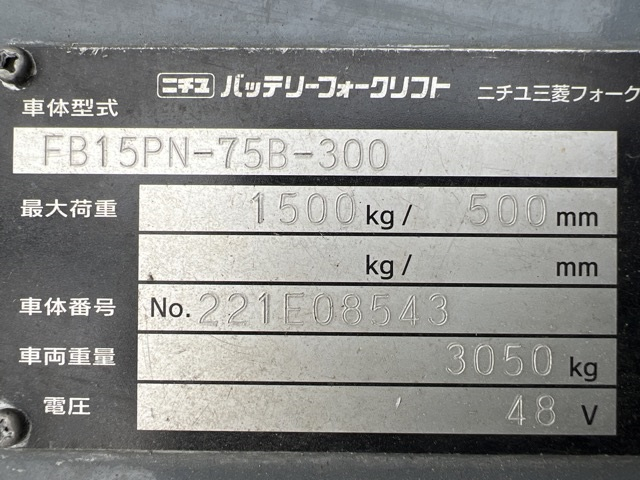 ニチユ バッテリーフォークリフト ニチユ三菱フォーク
車体型式
FB15PN-75B-300
最大荷重 1500 kg/ 500 mm
kg/ mm
車体番号 No. 221E08543
車両重量 3050 kg
電圧 48 V